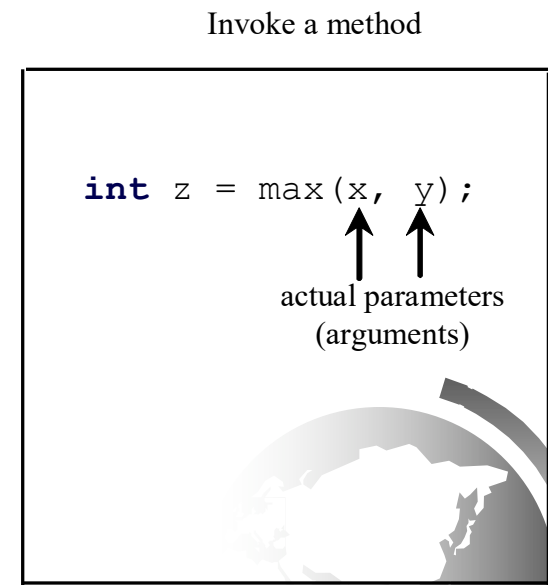 Invoke a method
int z = max(x, y);
actual parameters
(arguments)